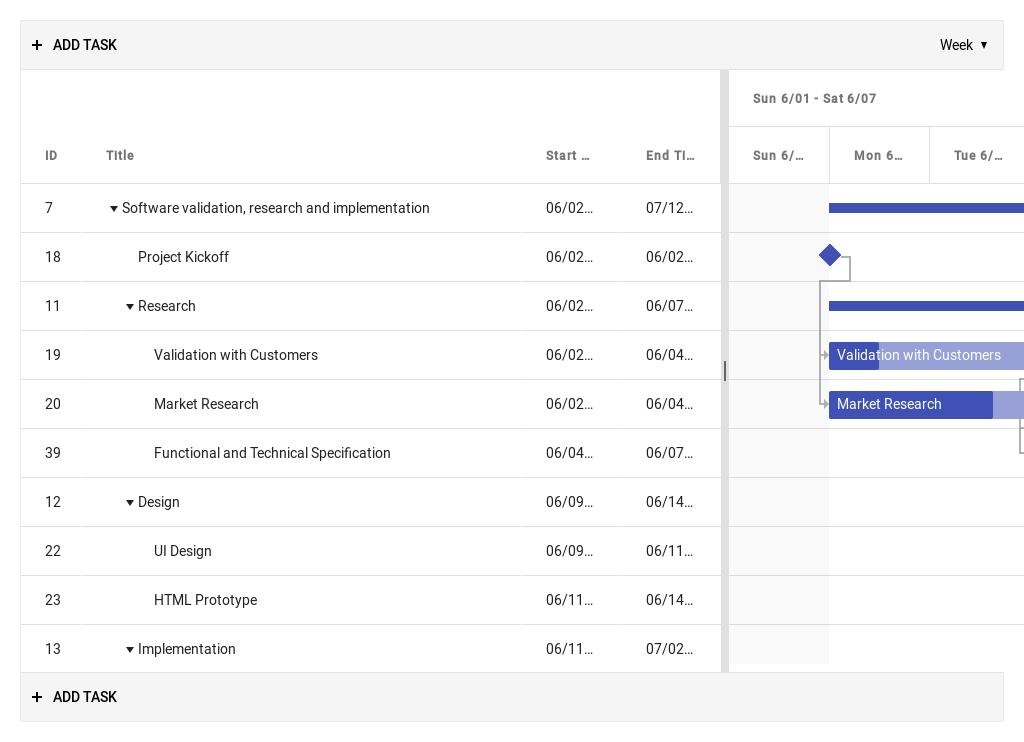 + ADD TASK Week ▼
Sun 6/01 - Sat 6/07
ID Title Start … End Ti… Sun 6/… Mon 6… Tue 6/…
7 Software validation, research and implementation 06/02… 07/12…
18 Project Kickoff 06/02… 06/02…
11 Research 06/02… 06/07…
19 Validation with Customers 06/02… 06/04… Validation with Customers
20 Market Research 06/02… 06/04… Market Research
39 Functional and Technical Specification 06/04… 06/07…
12 Design 06/09… 06/14…
22 UI Design 06/09… 06/11…
23 HTML Prototype 06/11… 06/14…
13 Implementation 06/11… 07/02…
+ ADD TASK